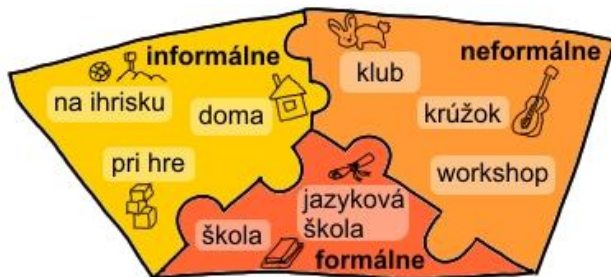 informálne
na ihrisku
doma
pri hre
neformálne
klub
krúžok
workshop
škola
jazyková
škola
formálne